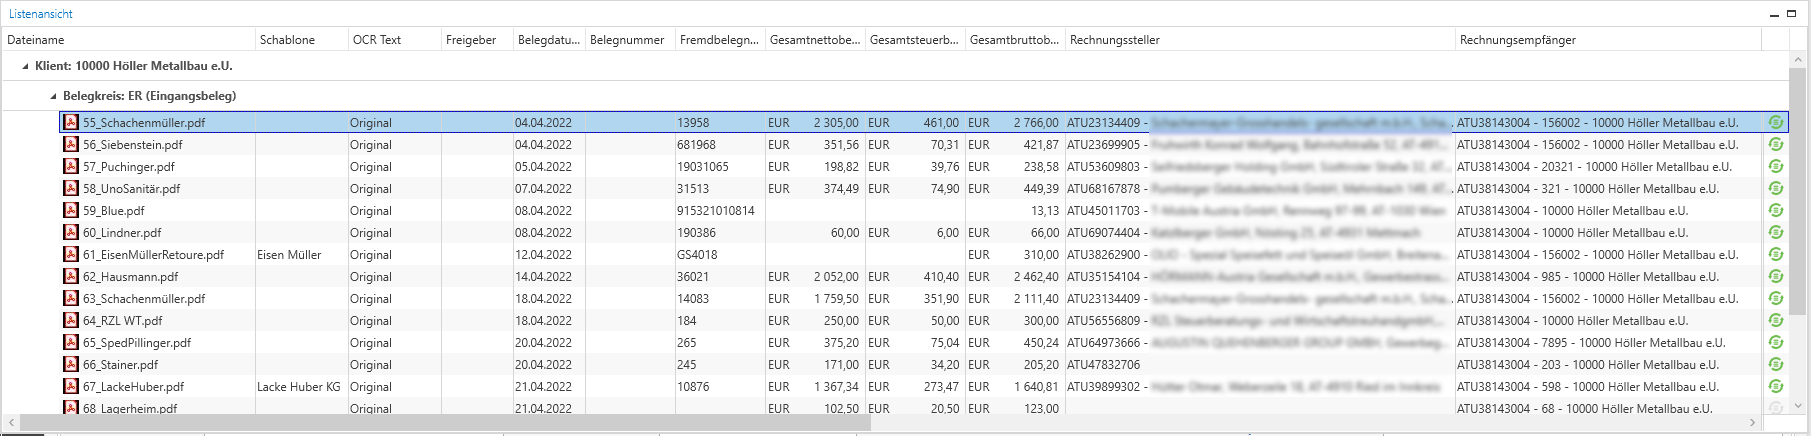 Listenansicht
Dateiname Schablone OCR Text Freigeber Belegdatu... Belegnummer Fremdbelegn... Gesamtnettobe... Gesamtsteuerb... Gesamtbruttob... Rechnungssteller Rechnungsempfänger
Klient: 10000 Höller Metallbau e.U.
Belegkreis: ER (Eingangsbeleg)
55_Schachenmüller.pdf Original 04.04.2022 13958 EUR 2 305,00 EUR 461,00 EUR 2 766,00 ATU23134409 - ATU38143004 - 156002 - 10000 Höller Metallbau e.U.
56_Siebenstein.pdf Original 04.04.2022 681968 EUR 351,56 EUR 70,31 EUR 421,87 ATU23699905 - ATU38143004 - 156002 - 10000 Höller Metallbau e.U.
57_Puchinger.pdf Original 05.04.2022 19031065 EUR 198,82 EUR 39,76 EUR 238,58 ATU53609803 - ATU38143004 - 20321 - 10000 Höller Metallbau e.U.
58_UnoSanitär.pdf Original 07.04.2022 31513 EUR 374,49 EUR 74,90 EUR 449,39 ATU68167878 - ATU38143004 - 321 - 10000 Höller Metallbau e.U.
59_Blue.pdf Original 08.04.2022 915321010814 13,13 ATU45011703 - ATU38143004 - 10000 Höller Metallbau e.U.
60_Lindner.pdf Original 08.04.2022 190386 60,00 EUR 6,00 EUR 66,00 ATU69074404 - ATU38143004 - 10000 Höller Metallbau e.U.
61_EisenMüllerRetoure.pdf Eisen Müller Original 12.04.2022 GS4018 EUR 310,00 ATU38262900 - ATU38143004 - 10000 Höller Metallbau e.U.
62_Hausmann.pdf Original 14.04.2022 36021 EUR 2 052,00 EUR 410,40 EUR 2 462,40 ATU35154104 - ATU38143004 - 985 - 10000 Höller Metallbau e.U.
63_Schachenmüller.pdf Original 18.04.2022 14083 EUR 1 759,50 EUR 351,90 EUR 2 111,40 ATU23134409 - ATU38143004 - 156002 - 10000 Höller Metallbau e.U.
64_RZL WT.pdf Original 18.04.2022 184 EUR 250,00 EUR 50,00 EUR 300,00 ATU56556809 - ATU38143004 - 10000 Höller Metallbau e.U.
65_SpedPillinger.pdf Original 20.04.2022 265 EUR 375,20 EUR 75,04 EUR 450,24 ATU64973666 - ATU38143004 - 7895 - 10000 Höller Metallbau e.U.
66_Stainer.pdf Original 20.04.2022 245 EUR 171,00 EUR 34,20 EUR 205,20 ATU47832706 ATU38143004 - 203 - 10000 Höller Metallbau e.U.
67_LackeHuber.pdf Lacke Huber KG Original 21.04.2022 10876 EUR 1 367,34 EUR 273,47 EUR 1 640,81 ATU39899302 - ATU38143004 - 598 - 10000 Höller Metallbau e.U.
68_Lagerheim.pdf Original 21.04.2022 EUR 102,50 EUR 20,50 EUR 123,00 ATU38143004 - 68 - 10000 Höller Metallbau e.U.